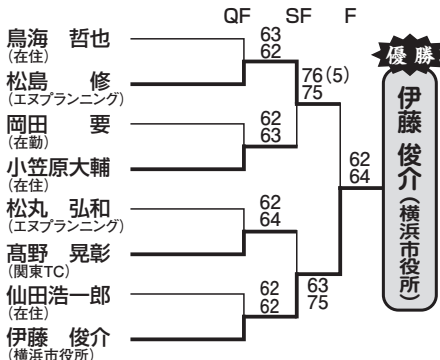 QF SF F
鳥海 哲也
(在住)
松島 修
(エヌプランニング)
岡田 要
(在勤)
小笠原大輔
(在住)
松丸 弘和
(エヌプランニング)
髙野 晃彰
(関東TC)
仙田浩一郎
(在住)
伊藤 俊介
(横浜市役所)
63
62
62
63
62
64
62
62
76(5)
75
63
75
62
64
優勝
伊藤 俊介(横浜市役所)